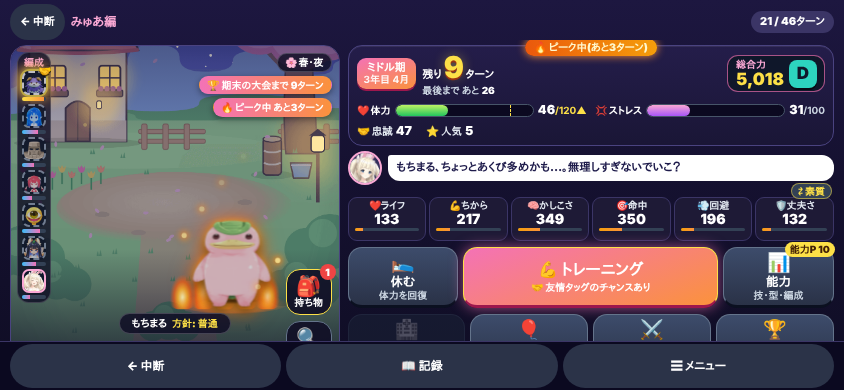 ← 中断
みゅあ編
21 / 46ターン
編成
🌸春・夜
🏆 期末の大会まで 9ターン
🔥 ピーク中 あと3ターン
1
🎒
持ち物
もちまる 方針: 普通
🔥 ピーク中(あと3ターン)
ミドル期
3年目 4月
残り9ターン
最後まで あと 26
総合力
5,018 D
❤️体力 46/120▲
💢ストレス 31/100
🤝忠誠 47 ⭐人気 5
もちまる、ちょっとあくび多めかも…。無理しすぎないでいこ?
⚡素質
❤️ライフ
133
💪ちから
217
🧠かしこさ
349
🎯命中
350
💨回避
196
🛡️丈夫さ
132
🛌
休む
体力を回復
💪 トレーニング
🤝 友情タッグのチャンスあり
能力P 10
📊
能力
技・型・編成
← 中断
📖 記録
☰メニュー